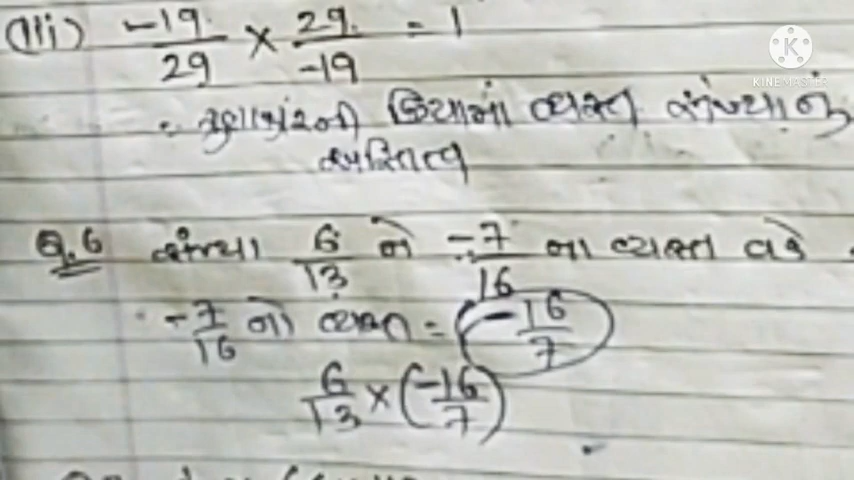 (iii) -19/29 × 29/-19 = 1
K
KINEMASTER
ગુણાકારની ક્રિયામાં વ્યસ્ત સંખ્યાનું
અસ્તિત્વ
Q.6 સંખ્યા 6/13 ને -7/16 ના વ્યસ્ત વડે
-7/16 નો વ્યસ્ત = -16/7
6/13 × (-16/7)